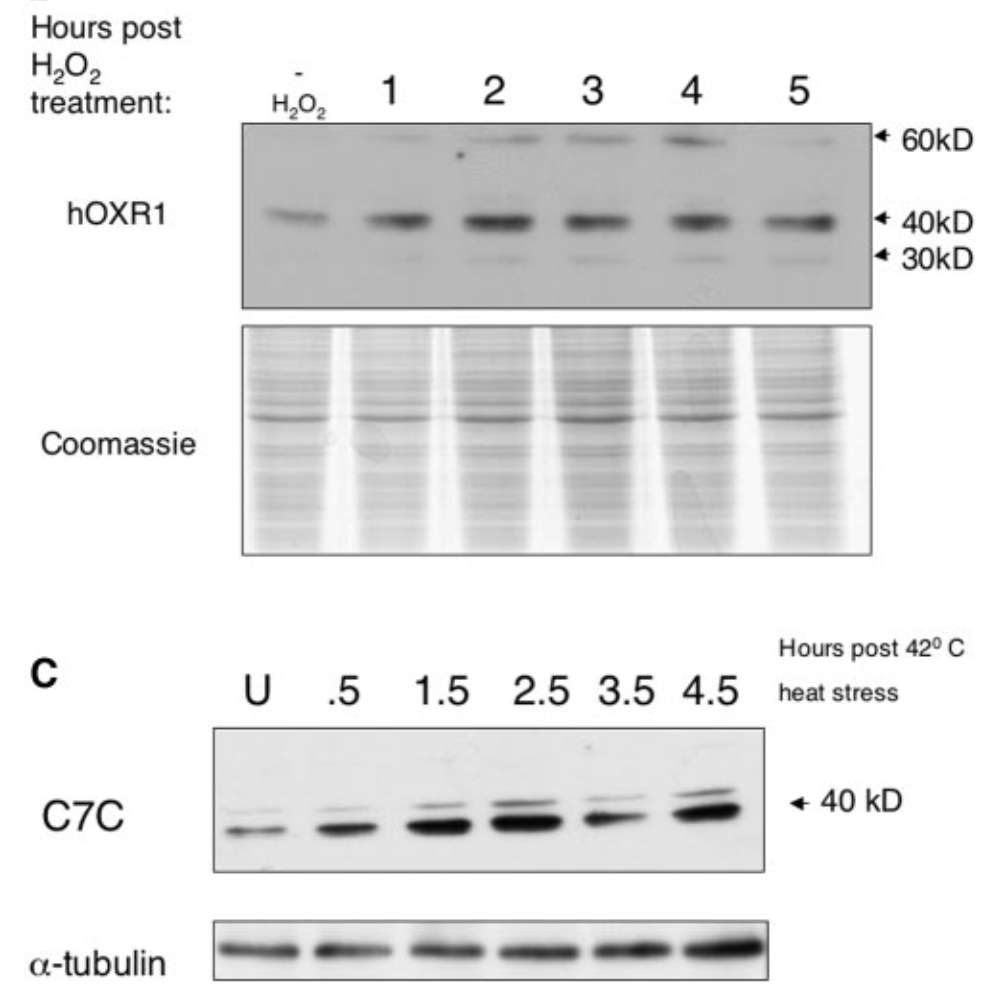 Hours post
H₂O₂
treatment:
-
H₂O₂
1 2 3 4 5
60kD
hOXR1
40kD
30kD
Coomassie
C
U .5 1.5 2.5 3.5 4.5
Hours post 42⁰ C
heat stress
C7C
40 kD
α-tubulin